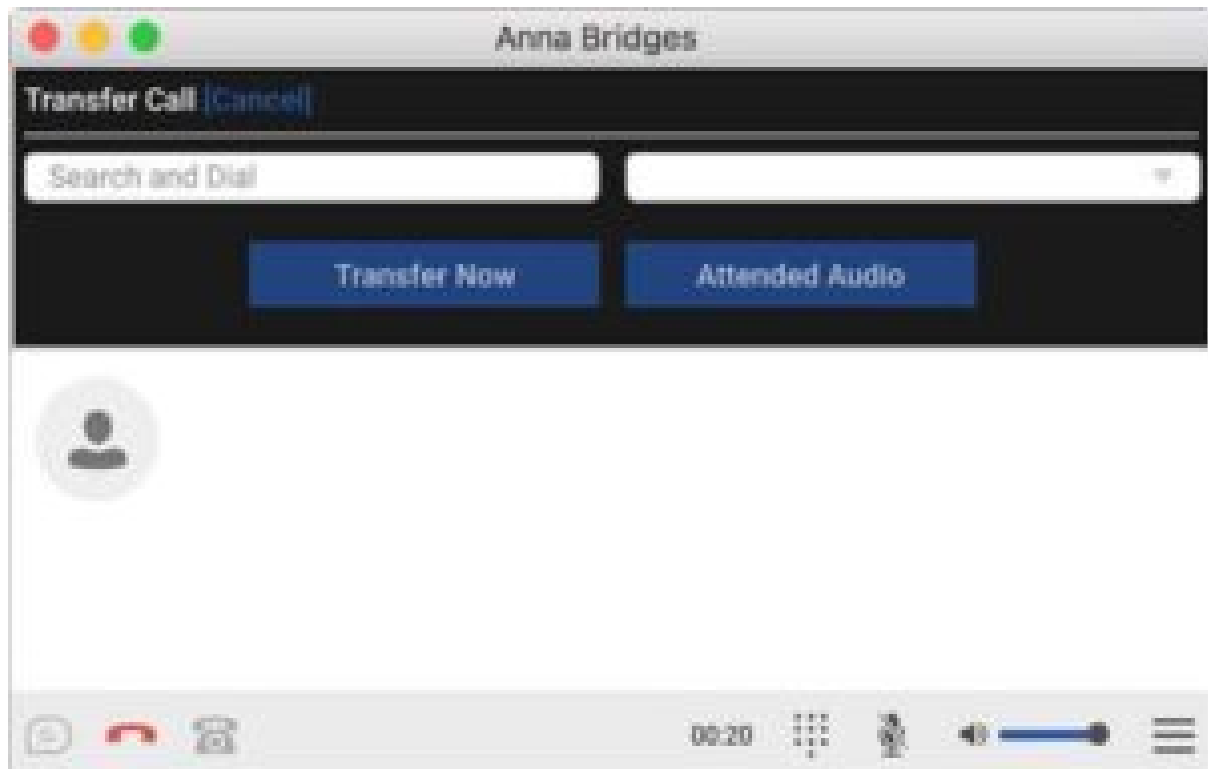 Anna Bridges
Transfer Call [Cancel]
Search and Dial
Transfer Now
Attended Audio
00:20